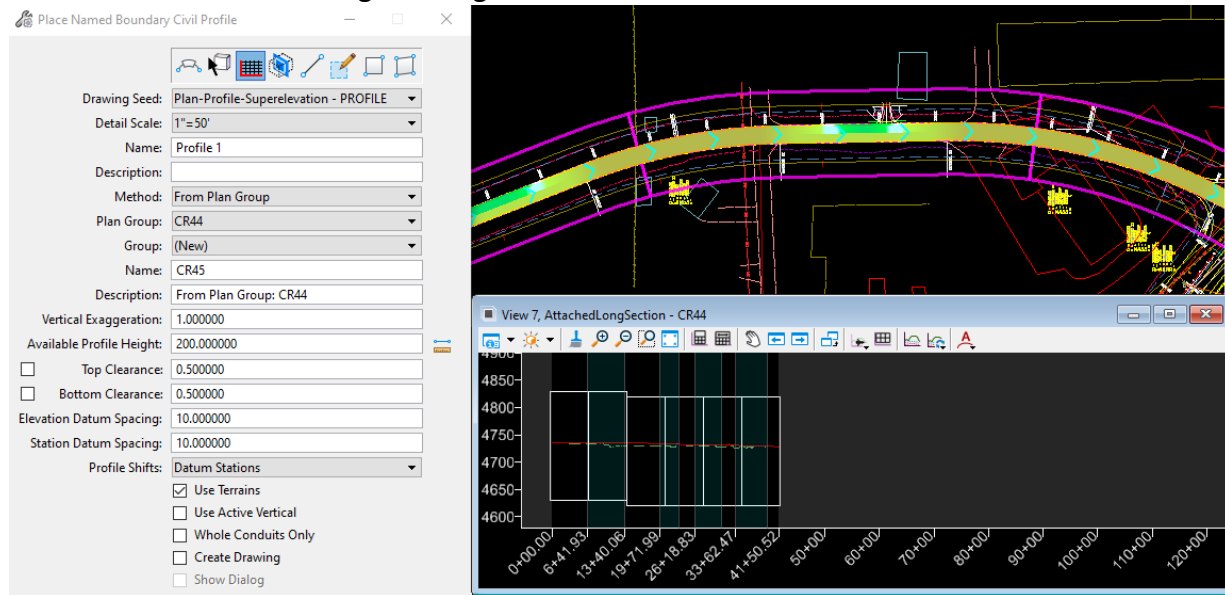 Place Named Boundary Civil Profile
Drawing Seed: Plan-Profile-Superelevation - PROFILE
Detail Scale: 1"=50'
Name: Profile 1
Description:
Method: From Plan Group
Plan Group: CR44
Group: (New)
Name: CR45
Description: From Plan Group: CR44
Vertical Exaggeration: 1.000000
Available Profile Height: 200.000000
Top Clearance: 0.500000
Bottom Clearance: 0.500000
Elevation Datum Spacing: 10.000000
Station Datum Spacing: 10.000000
Profile Shifts: Datum Stations
Use Terrains
Use Active Vertical
Whole Conduits Only
Create Drawing
Show Dialog
View 7, AttachedLongSection - CR44
4900
4850
4800
4750
4700
4650
4600
0+00.00 6+41.93 13+40.06 19+71.99 26+18.83 33+62.47 41+50.52 50+00 60+00 70+00 80+00 90+00 100+00 110+00 120+00